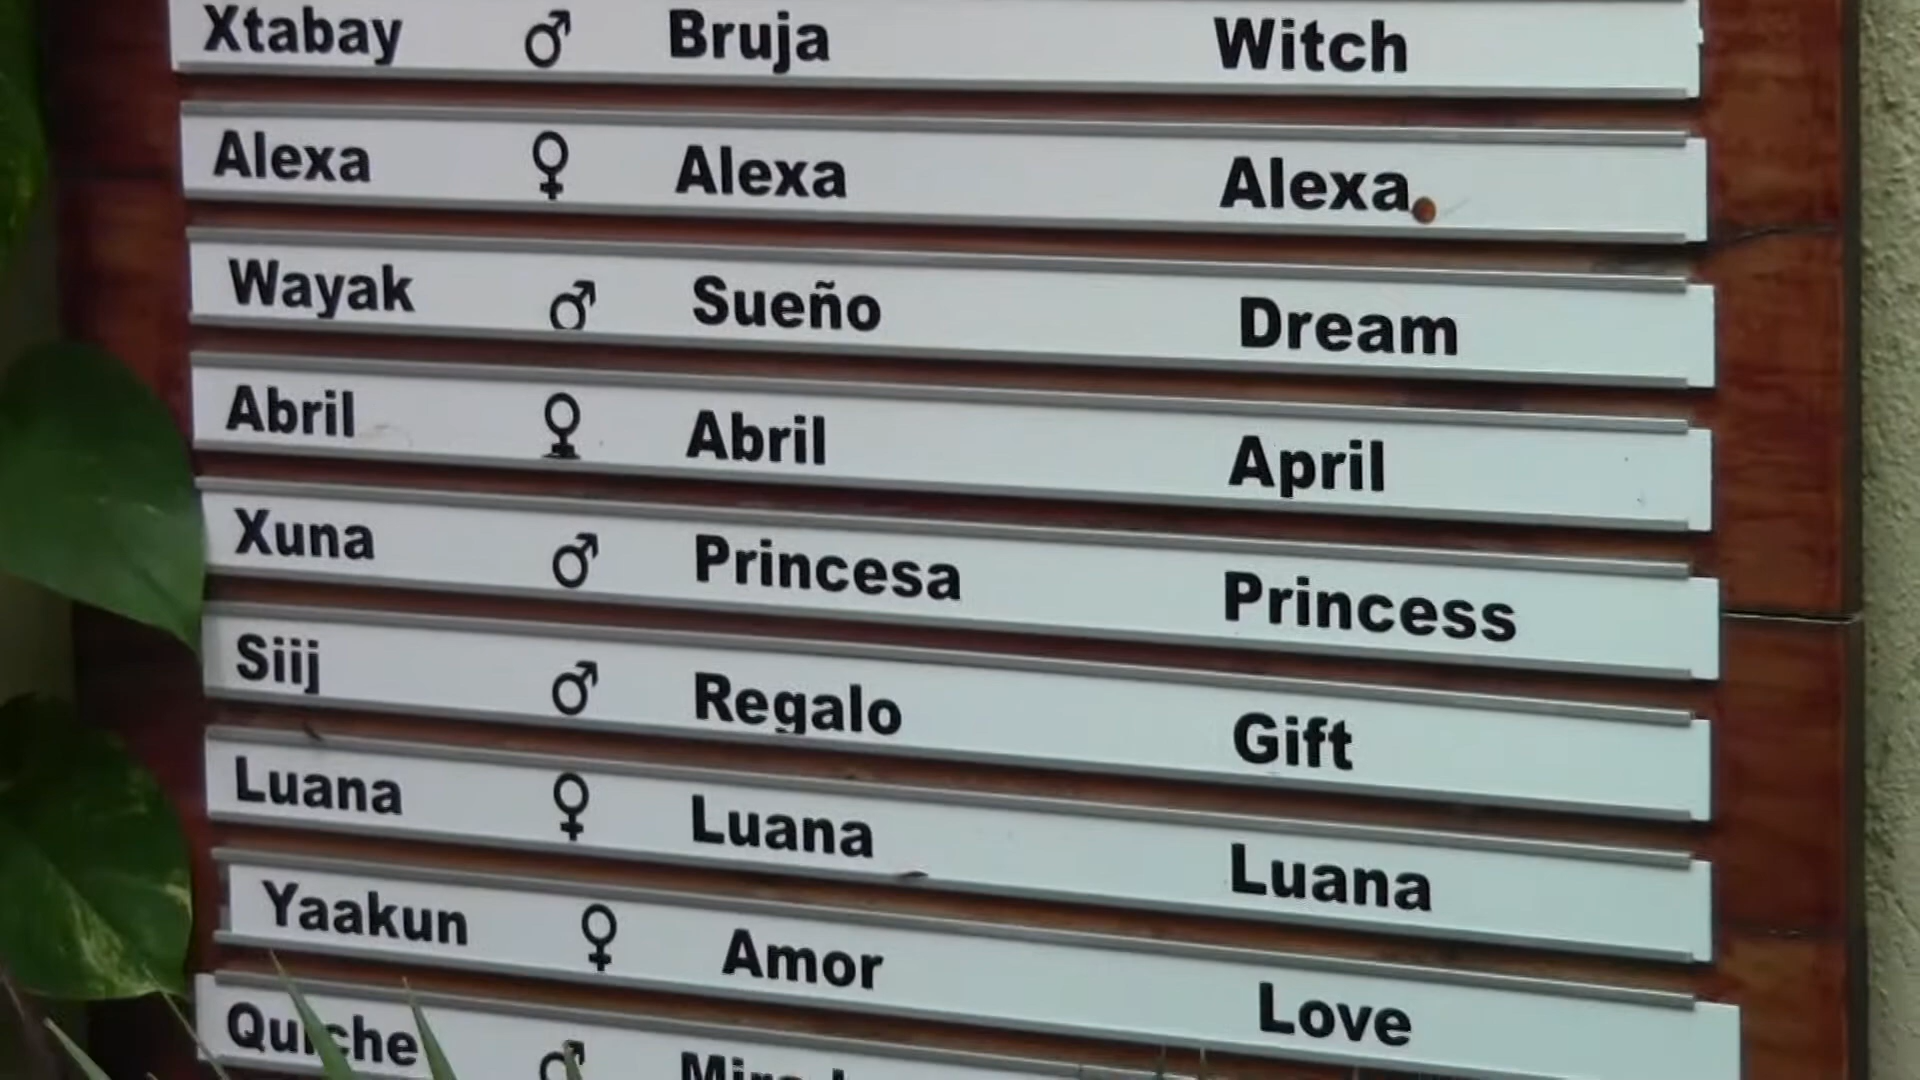 Xtabay ♂ Bruja Witch
Alexa ♀ Alexa Alexa
Wayak ♂ Sueño Dream
Abril ♀ Abril April
Xuna ♂ Princesa Princess
Siij ♂ Regalo Gift
Luana ♀ Luana Luana
Yaakun ♀ Amor Love
Quiche ♂